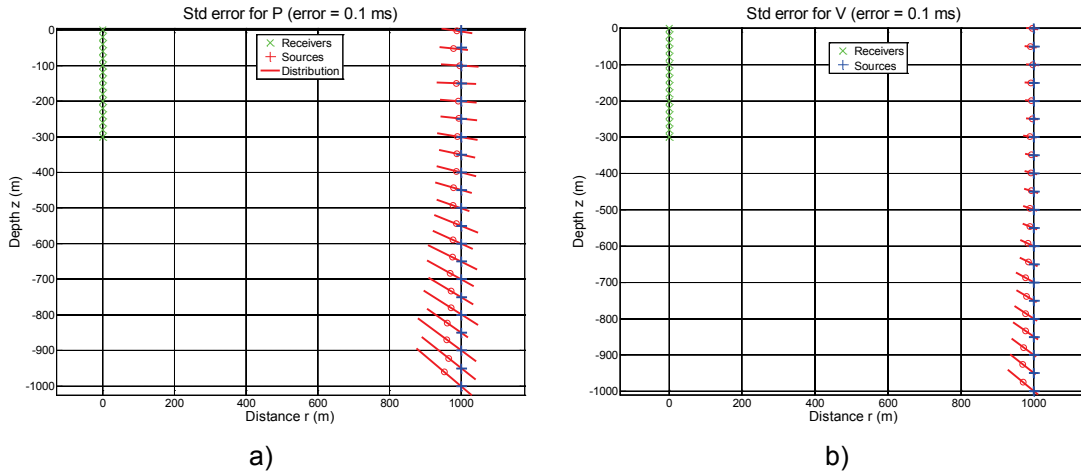 Std error for P (error = 0.1 ms)
0
-100
-200
-300
-400
-500
-600
-700
-800
-900
-1000
Depth z (m)
Receivers
Sources
Distribution
0
200
400
600
800
1000
Distance r (m)
a)
Std error for V (error = 0.1 ms)
0
-100
-200
-300
-400
-500
-600
-700
-800
-900
-1000
Depth z (m)
Receivers
Sources
0
200
400
600
800
1000
Distance r (m)
b)